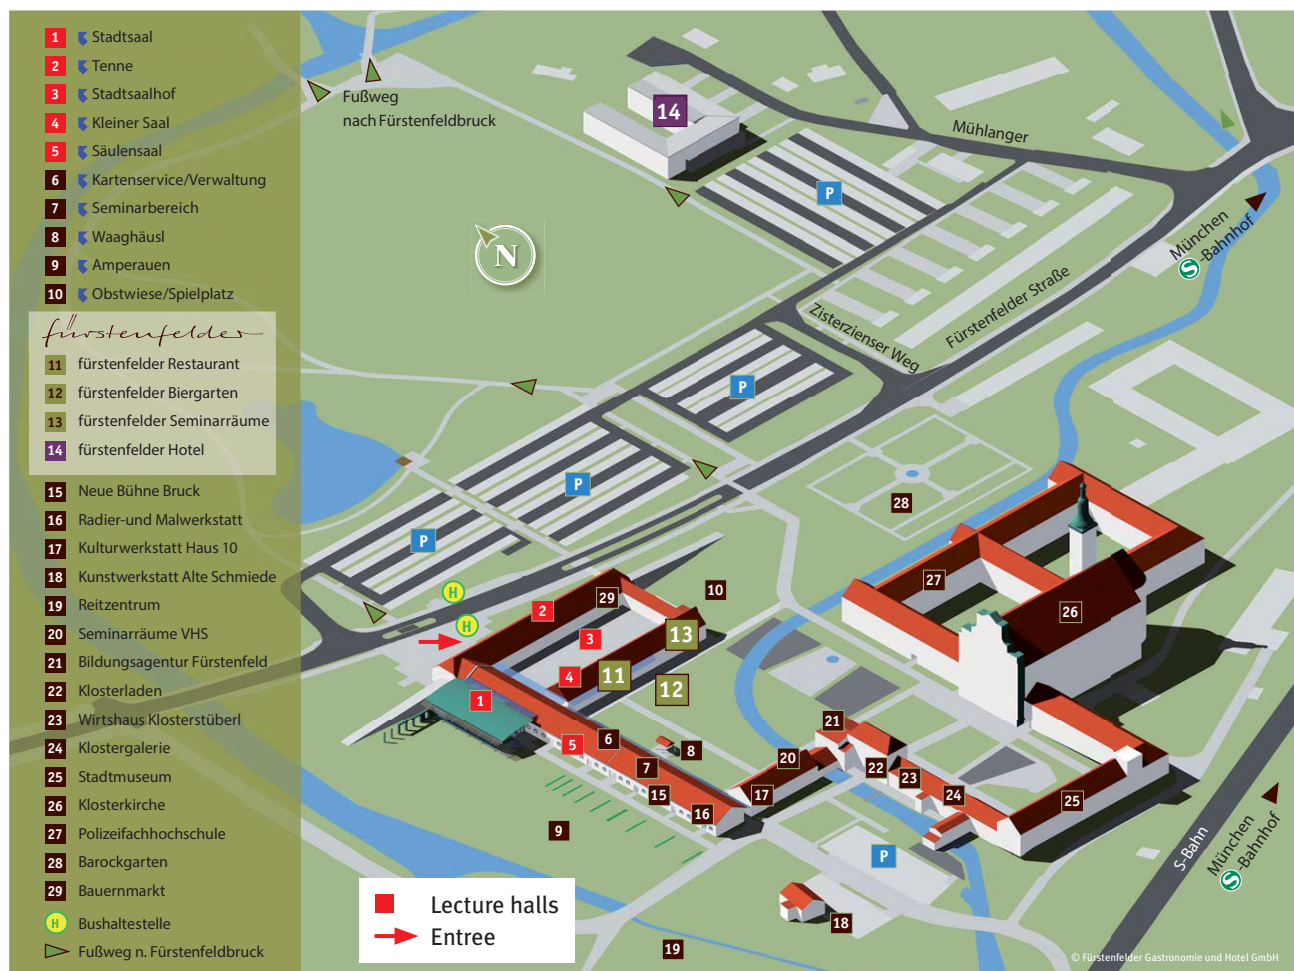 1 Stadtsaal
2 Tenne
3 Stadtsaalhof
4 Kleiner Saal
5 Säulensaal
6 Kartenservice/Verwaltung
7 Seminarbereich
8 Waaghäusl
9 Amperauen
10 Obstwiese/Spielplatz
fürstenfelder
11 fürstenfelder Restaurant
12 fürstenfelder Biergarten
13 fürstenfelder Seminarräume
14 fürstenfelder Hotel
15 Neue Bühne Bruck
16 Radier-und Malwerkstatt
17 Kulturwerkstatt Haus 10
18 Kunstwerkstatt Alte Schmiede
19 Reitzentrum
20 Seminarräume VHS
21 Bildungsagentur Fürstenfeld
22 Klosterladen
23 Wirtshaus Klosterstüberl
24 Klostergalerie
25 Stadtmuseum
26 Klosterkirche
27 Polizeifachhochschule
28 Barockgarten
29 Bauernmarkt
H Bushaltestelle
Fußweg n. Fürstenfeldbruck
Fußweg
nach Fürstenfeldbruck
14
Mühlanger
P
N
München
S-Bahnhof
Zisterzienser Weg
Fürstenfelder Straße
P
P
P
28
27
26
H
H
29
10
2
3
13
4
11
12
1
5
6
7
8
15
16
17
20
21
22
23
24
25
9
P
18
19
S-Bahn
München
S-Bahnhof
Lecture halls
Entree
© Fürstenfelder Gastronomie und Hotel GmbH